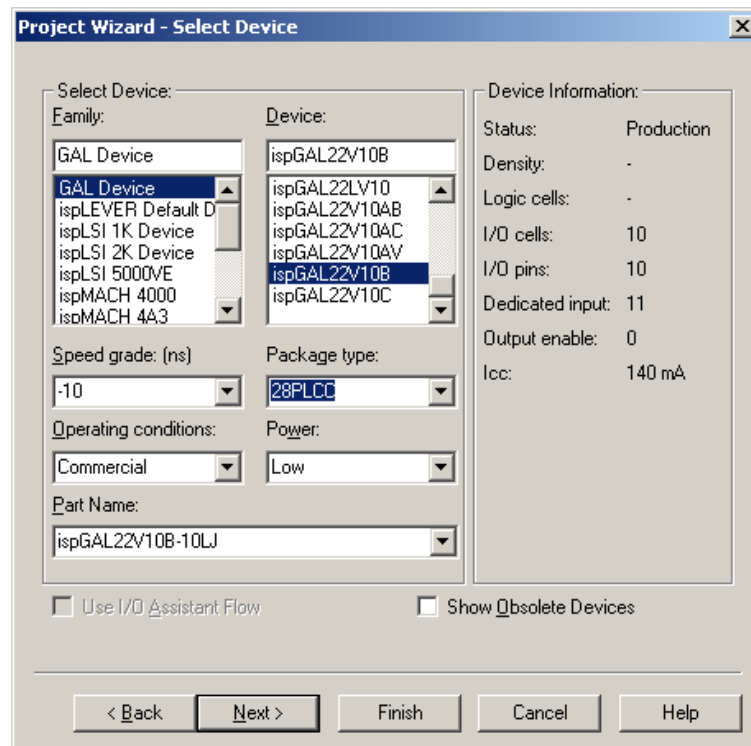 Project Wizard - Select Device
Select Device:
Family:
GAL Device
GAL Device
ispLEVER Default D
ispLSI 1K Device
ispLSI 2K Device
ispLSI 5000VE
ispMACH 4000
ispMACH 4A3
Device:
ispGAL22V10B
ispGAL22LV10
ispGAL22V10AB
ispGAL22V10AC
ispGAL22V10AV
ispGAL22V10B
ispGAL22V10C
Speed grade: (ns)
-10
Package type:
28PLCC
Operating conditions:
Commercial
Power:
Low
Part Name:
ispGAL22V10B-10LJ
Device Information:
Status: Production
Density: -
Logic cells: -
I/O cells: 10
I/O pins: 10
Dedicated input: 11
Output enable: 0
Icc: 140 mA
Use I/O Assistant Flow
Show Obsolete Devices
< Back
Next >
Finish
Cancel
Help